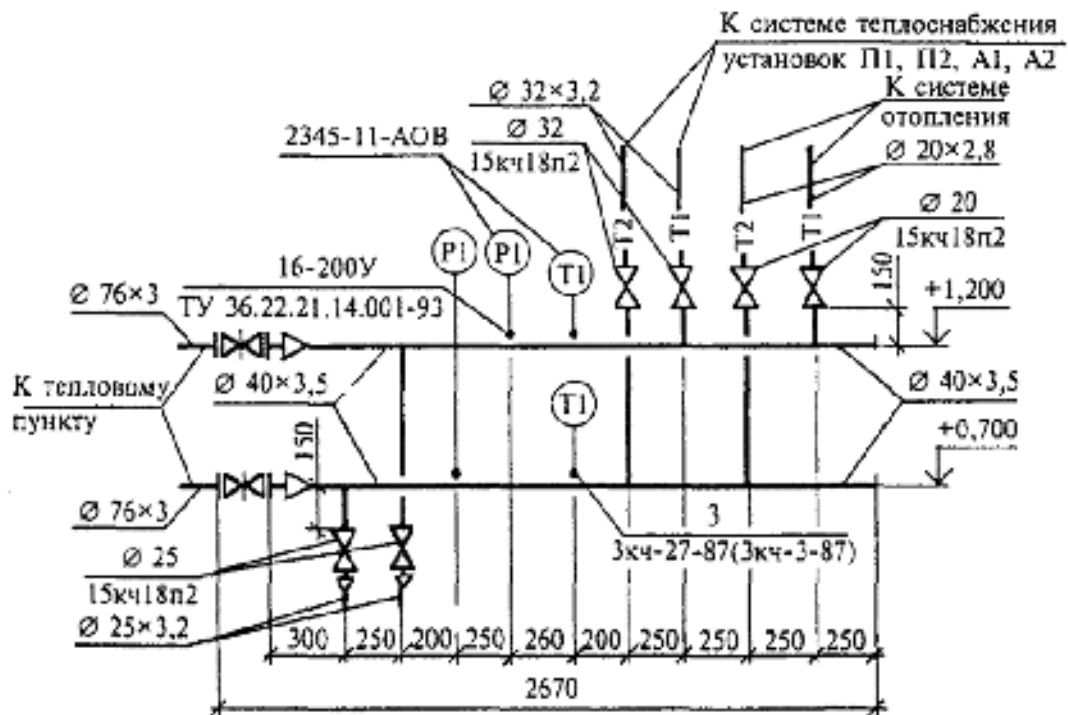 К системе теплоснабжения
установок П1, П2, А1, А2
К системе
отопления
Ø 32×3,2
Ø 32
15кч18п2
2345-11-АОВ
Ø 20×2,8
Ø 20
15кч18п2
Т2
Т1
Т2
Т1
Р1
Р1
Т1
150
+1,200
16-200У
ТУ 36.22.21.14.001-93
Ø 76×3
К тепловому
пункту
Ø 40×3,5
Ø 40×3,5
Т1
+0,700
150
Ø 76×3
3
3кч-27-87(3кч-3-87)
Ø 25
15кч18п2
Ø 25×3,2
300
250
200
250
260
200
250
250
250
250
2670